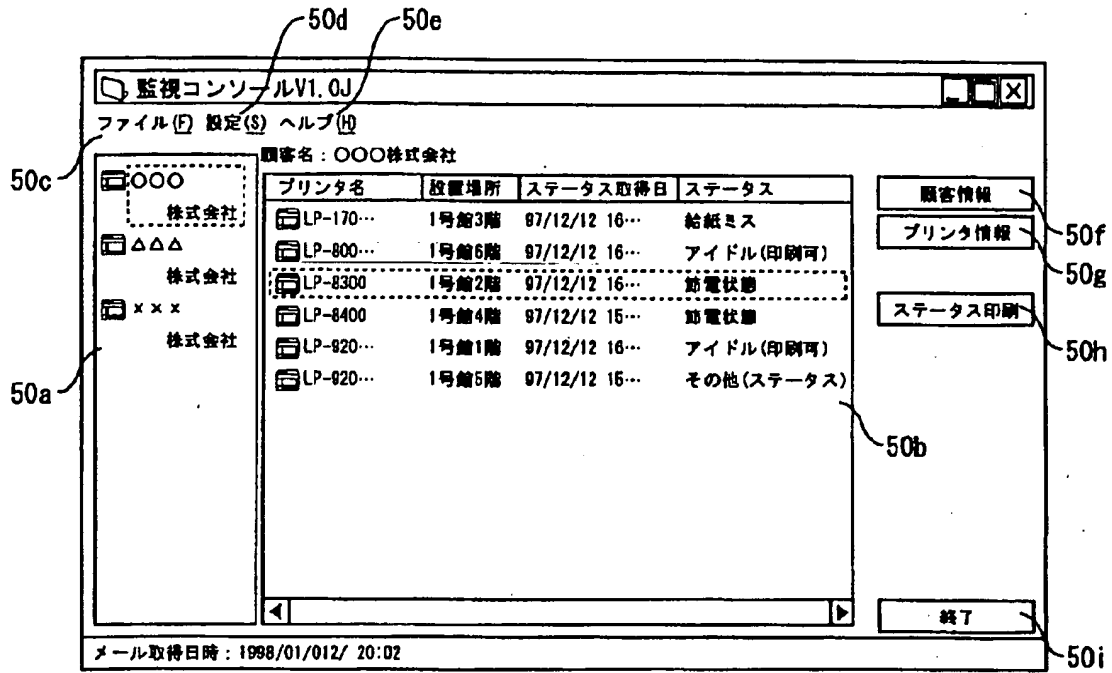 50d 50e
監視コンソールV1.0J
ファイル(F) 設定(S) ヘルプ(H)
50c
顧客名：○○○株式会社
○○○
株式会社
△△△
株式会社
×××
株式会社
50a
プリンタ名 設置場所 ステータス取得日 ステータス
LP-170… 1号館3階 97/12/12 16… 給紙ミス
LP-800… 1号館6階 97/12/12 16… アイドル(印刷可)
LP-8300 1号館2階 97/12/12 16… 節電状態
LP-8400 1号館4階 97/12/12 15… 節電状態
LP-920… 1号館1階 97/12/12 16… アイドル(印刷可)
LP-920… 1号館5階 97/12/12 15… その他(ステータス)
50b
顧客情報
50f
プリンタ情報
50g
ステータス印刷
50h
終了
50i
メール取得日時：1998/01/012/ 20:02